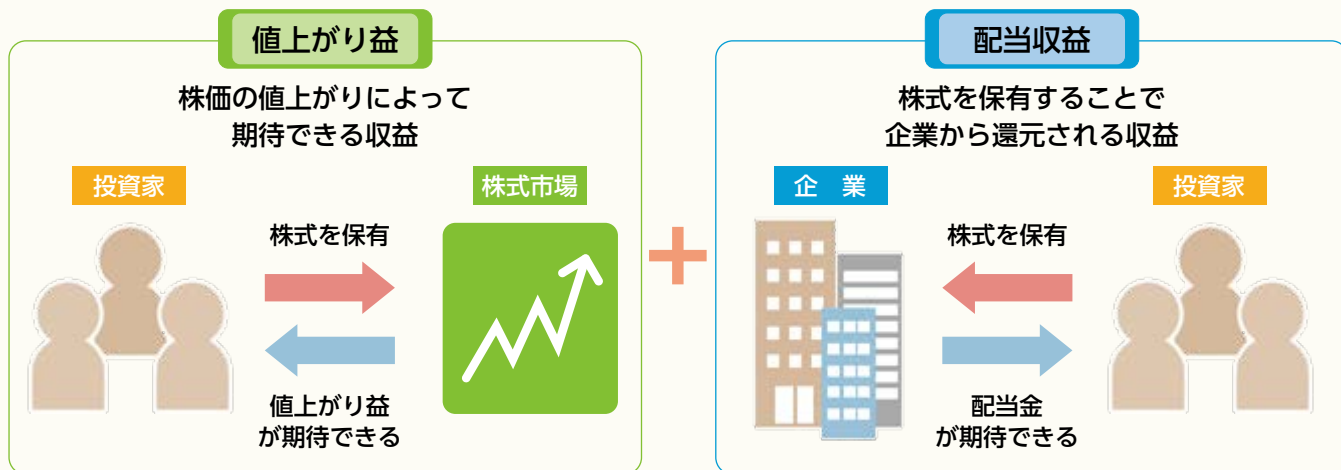 値上がり益
株価の値上がりによって
期待できる収益
投資家
株式市場
株式を保有
値上がり益
が期待できる
配当収益
株式を保有することで
企業から還元される収益
企　業
投資家
株式を保有
配当金
が期待できる